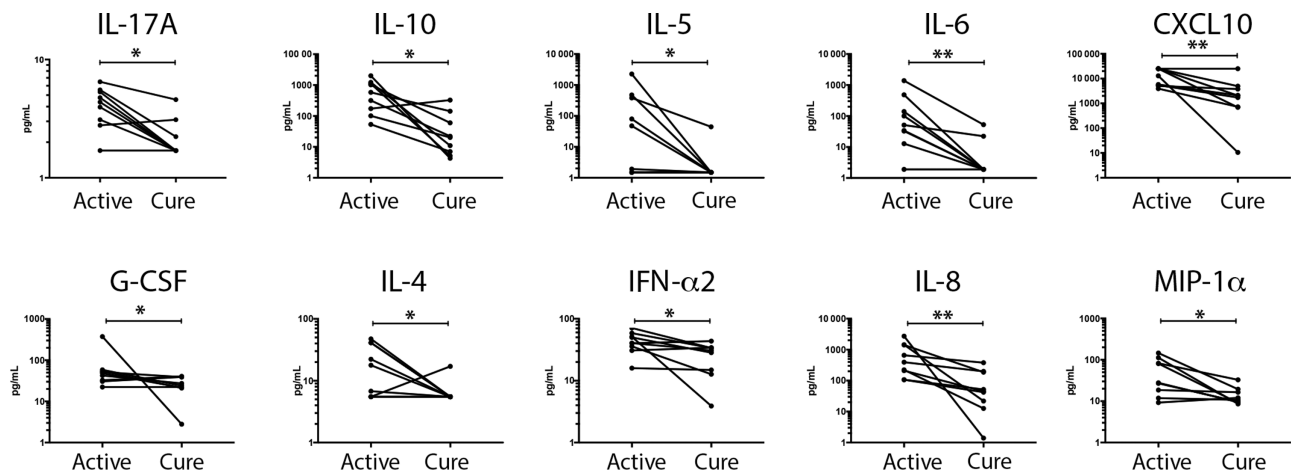 IL-17A
*
10
1
pg/mL
Active Cure
IL-10
*
100 00
1000
100
10
1
pg/mL
Active Cure
IL-5
*
10 000
1000
100
10
1
pg/mL
Active Cure
IL-6
**
10 000
1000
100
10
1
pg/mL
Active Cure
CXCL10
**
100 000
10 000
1000
100
10
1
pg/mL
Active Cure
G-CSF
*
1000
100
10
1
pg/mL
Active Cure
IL-4
*
100
10
1
pg/mL
Active Cure
IFN-α2
*
100
10
1
pg/mL
Active Cure
IL-8
**
10 000
1000
100
10
1
pg/mL
Active Cure
MIP-1α
*
1000
100
10
1
pg/mL
Active Cure